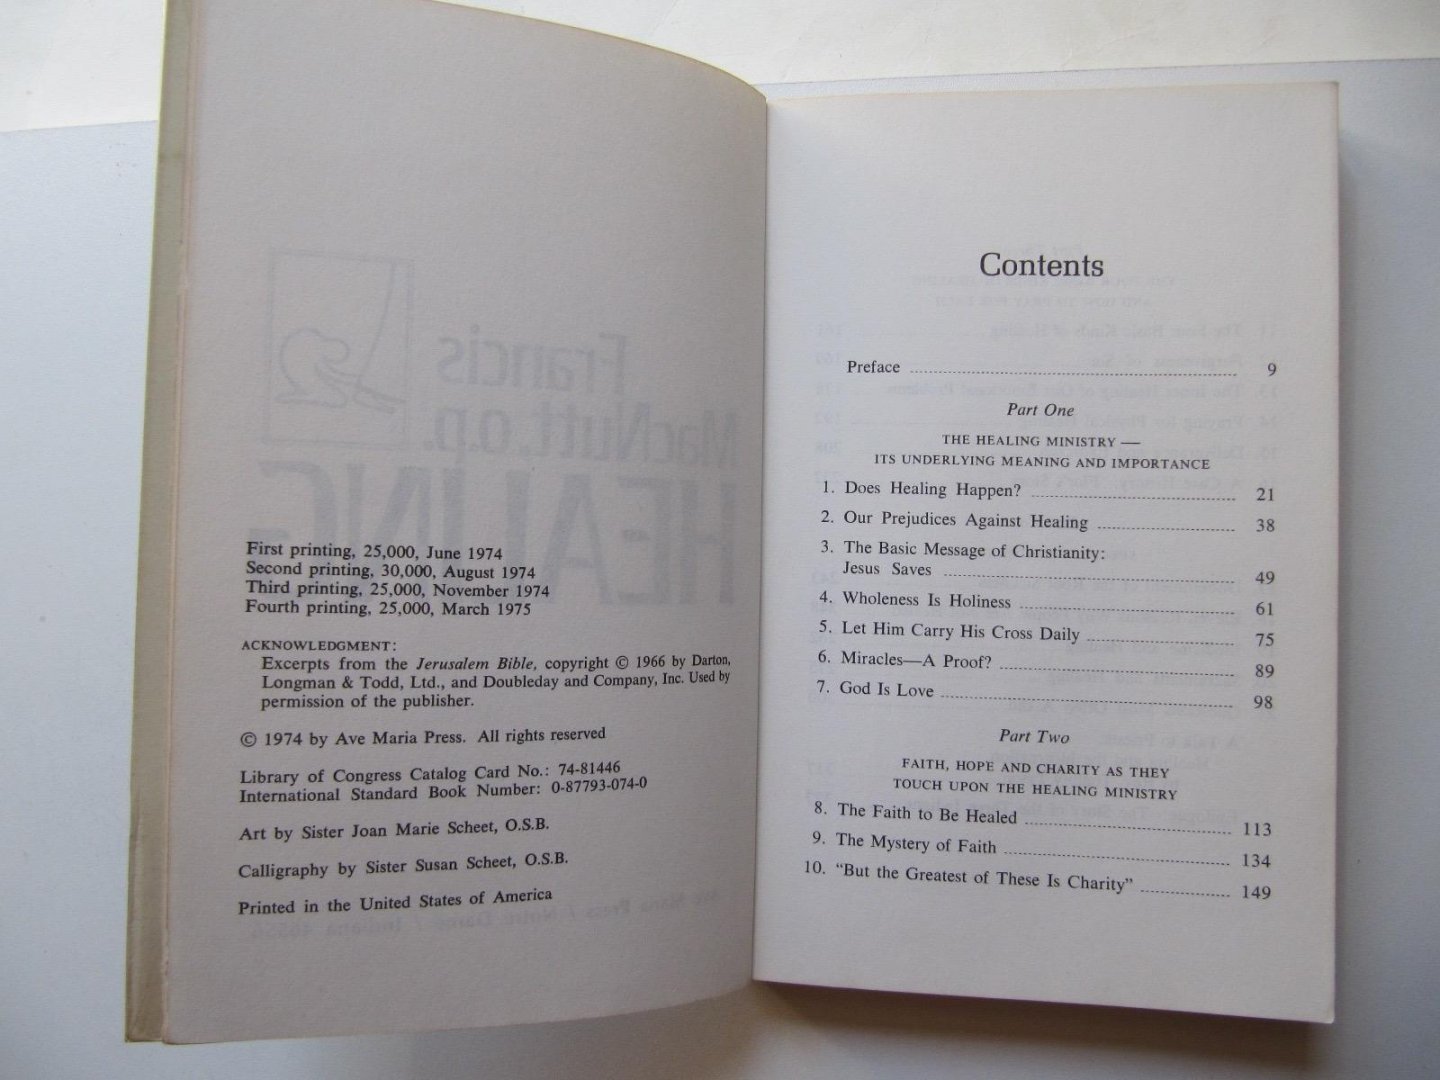 First printing, 25,000, June 1974
Second printing, 30,000, August 1974
Third printing, 25,000, November 1974
Fourth printing, 25,000, March 1975
ACKNOWLEDGMENT:
Excerpts from the Jerusalem Bible, copyright © 1966 by Darton,
Longman & Todd, Ltd., and Doubleday and Company, Inc. Used by
permission of the publisher.
© 1974 by Ave Maria Press. All rights reserved
Library of Congress Catalog Card No.: 74-81446
International Standard Book Number: 0-87793-074-0
Art by Sister Joan Marie Scheet, O.S.B.
Calligraphy by Sister Susan Scheet, O.S.B.
Printed in the United States of America
Francis
MacNutt.o.p.
HEALING
Contents
Preface 9
Part One
THE HEALING MINISTRY —
ITS UNDERLYING MEANING AND IMPORTANCE
1. Does Healing Happen? 21
2. Our Prejudices Against Healing 38
3. The Basic Message of Christianity:
Jesus Saves 49
4. Wholeness Is Holiness 61
5. Let Him Carry His Cross Daily 75
6. Miracles—A Proof? 89
7. God Is Love 98
Part Two
FAITH, HOPE AND CHARITY AS THEY
TOUCH UPON THE HEALING MINISTRY
8. The Faith to Be Healed 113
9. The Mystery of Faith 134
10. “But the Greatest of These Is Charity” 149